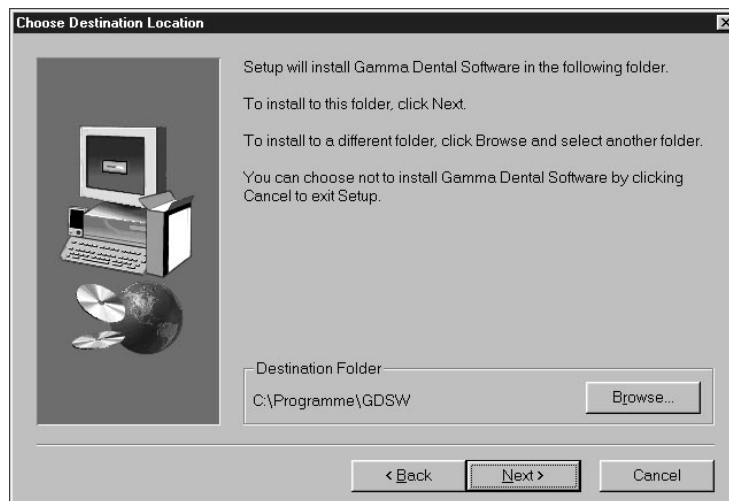 Choose Destination Location
Setup will install Gamma Dental Software in the following folder.
To install to this folder, click Next.
To install to a different folder, click Browse and select another folder.
You can choose not to install Gamma Dental Software by clicking
Cancel to exit Setup.
Destination Folder
C:\Programme\GDSW
Browse...
< Back
Next >
Cancel